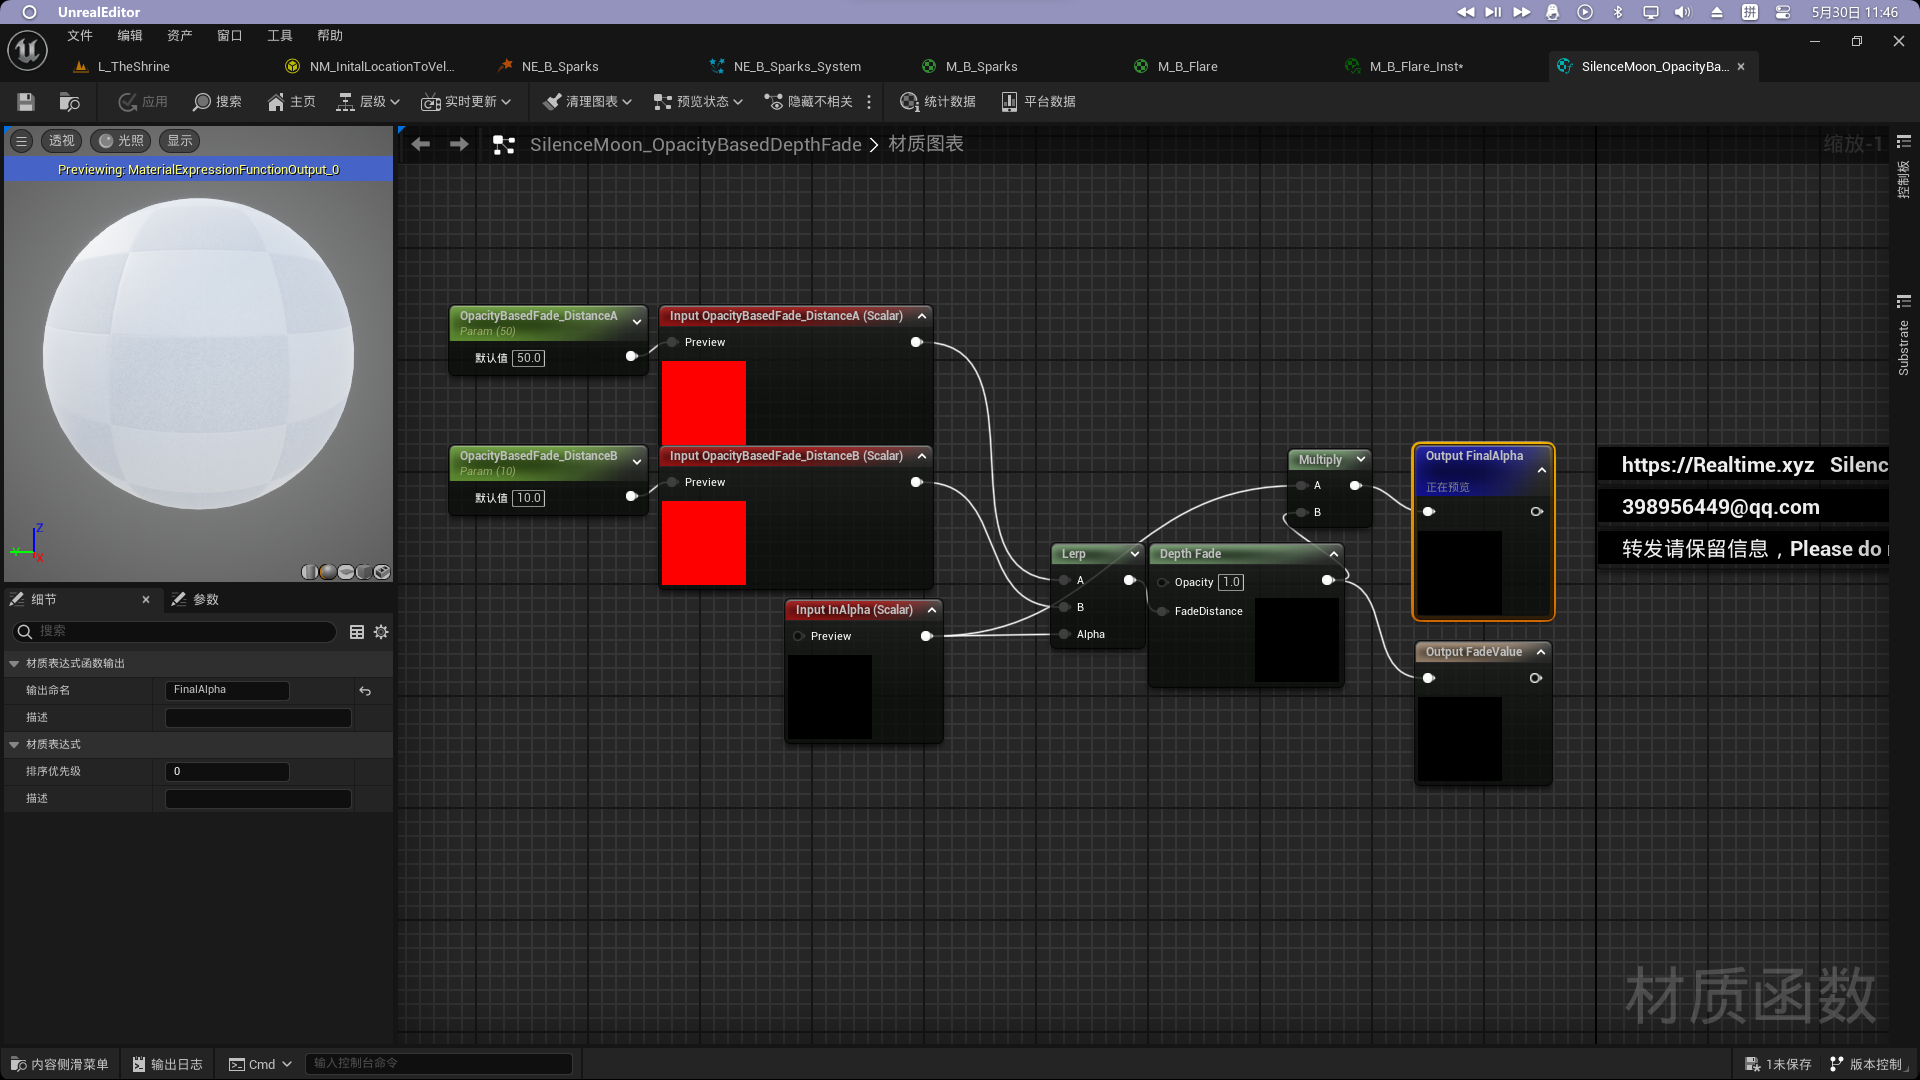 UnrealEditor
拼
5月30日 11:46
文件 编辑 资产 窗口 工具 帮助
L_TheShrine
NM_InitalLocationToVel...
NE_B_Sparks
NE_B_Sparks_System
M_B_Sparks
M_B_Flare
M_B_Flare_Inst*
SilenceMoon_OpacityBa...
应用 搜索 主页 层级 实时更新 清理图表 预览状态 隐藏不相关 统计数据 平台数据
透视 光照 显示
Previewing: MaterialExpressionFunctionOutput_0
SilenceMoon_OpacityBasedDepthFade > 材质图表
缩放-1
控制板
Substrate
OpacityBasedFade_DistanceA
Param (50)
默认值 50.0
Input OpacityBasedFade_DistanceA (Scalar)
Preview
OpacityBasedFade_DistanceB
Param (10)
默认值 10.0
Input OpacityBasedFade_DistanceB (Scalar)
Preview
Input InAlpha (Scalar)
Preview
Lerp
A
B
Alpha
Depth Fade
Opacity 1.0
FadeDistance
Multiply
A
B
Output FinalAlpha
正在预览
Output FadeValue
https://Realtime.xyz Silenc
398956449@qq.com
转发请保留信息，Please do
材质函数
Z
Y
X
细节 参数
搜索
材质表达式函数输出
输出命名 FinalAlpha
描述
材质表达式
排序优先级 0
描述
内容侧滑菜单 输出日志 Cmd 输入控制台命令
1未保存 版本控制